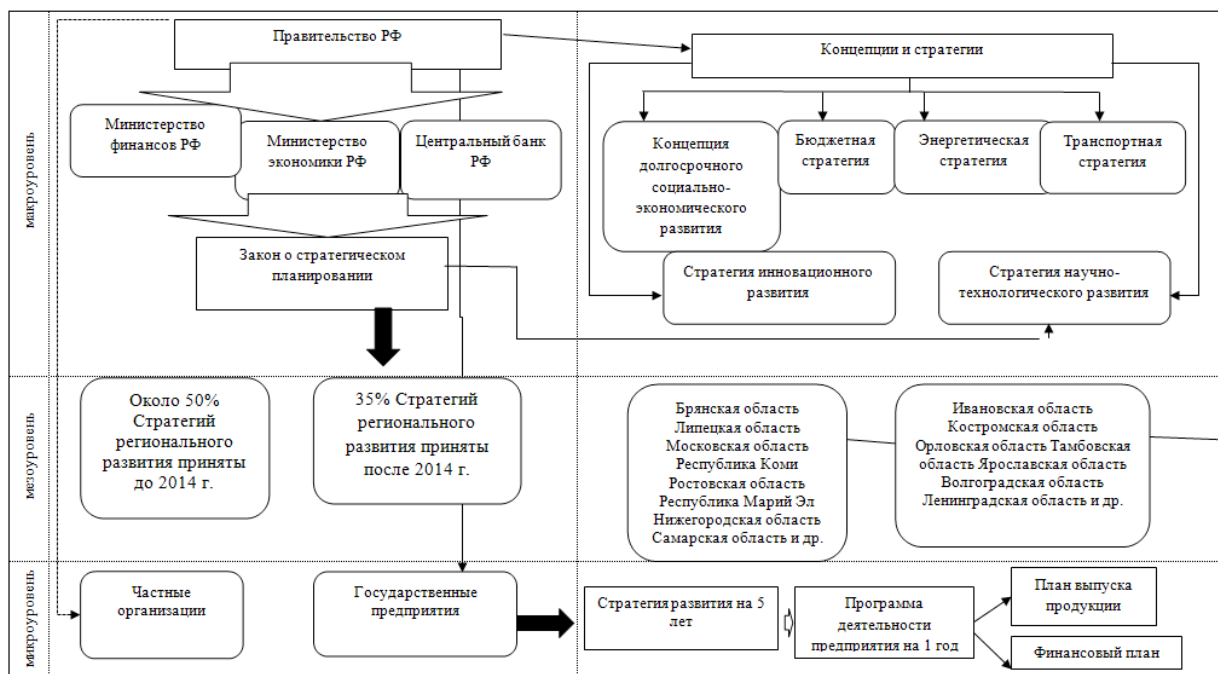 макроуровень
Правительство РФ
Министерство
финансов РФ
Министерство
экономики РФ
Центральный банк
РФ
Закон о стратегическом
планировании
Концепции и стратегии
Концепция
долгосрочного
социально-
экономического
развития
Бюджетная
стратегия
Энергетическая
стратегия
Транспортная
стратегия
Стратегия инновационного
развития
Стратегия научно-
технологического развития
мезоуровень
Около 50%
Стратегий
регионального
развития приняты
до 2014 г.
35% Стратегий
регионального
развития приняты
после 2014 г.
Брянская область
Липецкая область
Московская область
Республика Коми
Ростовская область
Республика Марий Эл
Нижегородская область
Самарская область и др.
Ивановская область
Костромская область
Орловская область Тамбовская
область Ярославская область
Волгоградская область
Ленинградская область и др.
микроуровень
Частные
организации
Государственные
предприятия
Стратегия развития на 5
лет
Программа
деятельности
предприятия на 1 год
План выпуска
продукции
Финансовый план